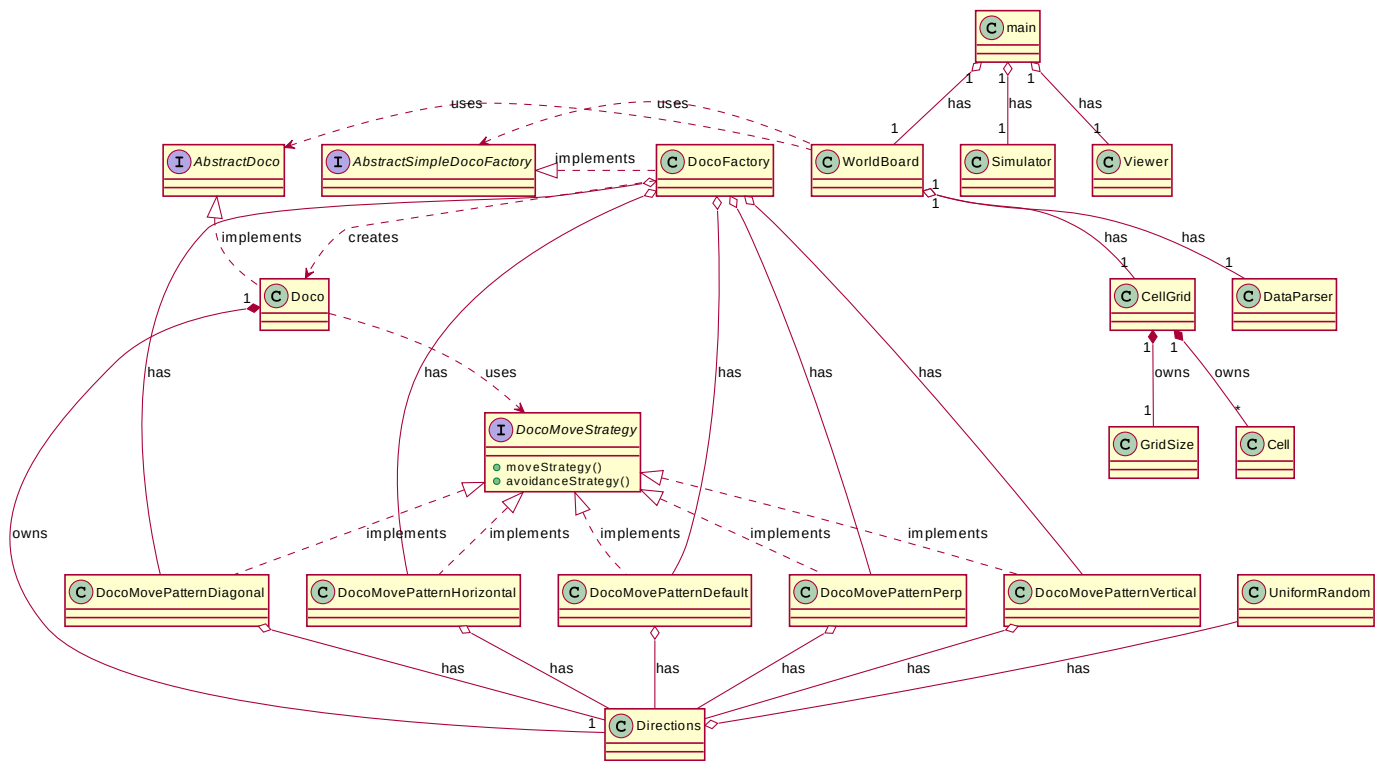 C main
1 1 1
has has has
uses uses
1 1 1
I AbstractDoco I AbstractSimpleDocoFactory implements C DocoFactory C WorldBoard C Simulator C Viewer
1
1
implements creates has has
1 1
C Doco C CellGrid C DataParser
1
1 1
has uses has has has has owns owns
1 *
I DocoMoveStrategy
moveStrategy()
avoidanceStrategy()
C GridSize C Cell
owns implements implements implements implements implements
C DocoMovePatternDiagonal C DocoMovePatternHorizontal C DocoMovePatternDefault C DocoMovePatternPerp C DocoMovePatternVertical C UniformRandom
has has has has has has
1 C Directions